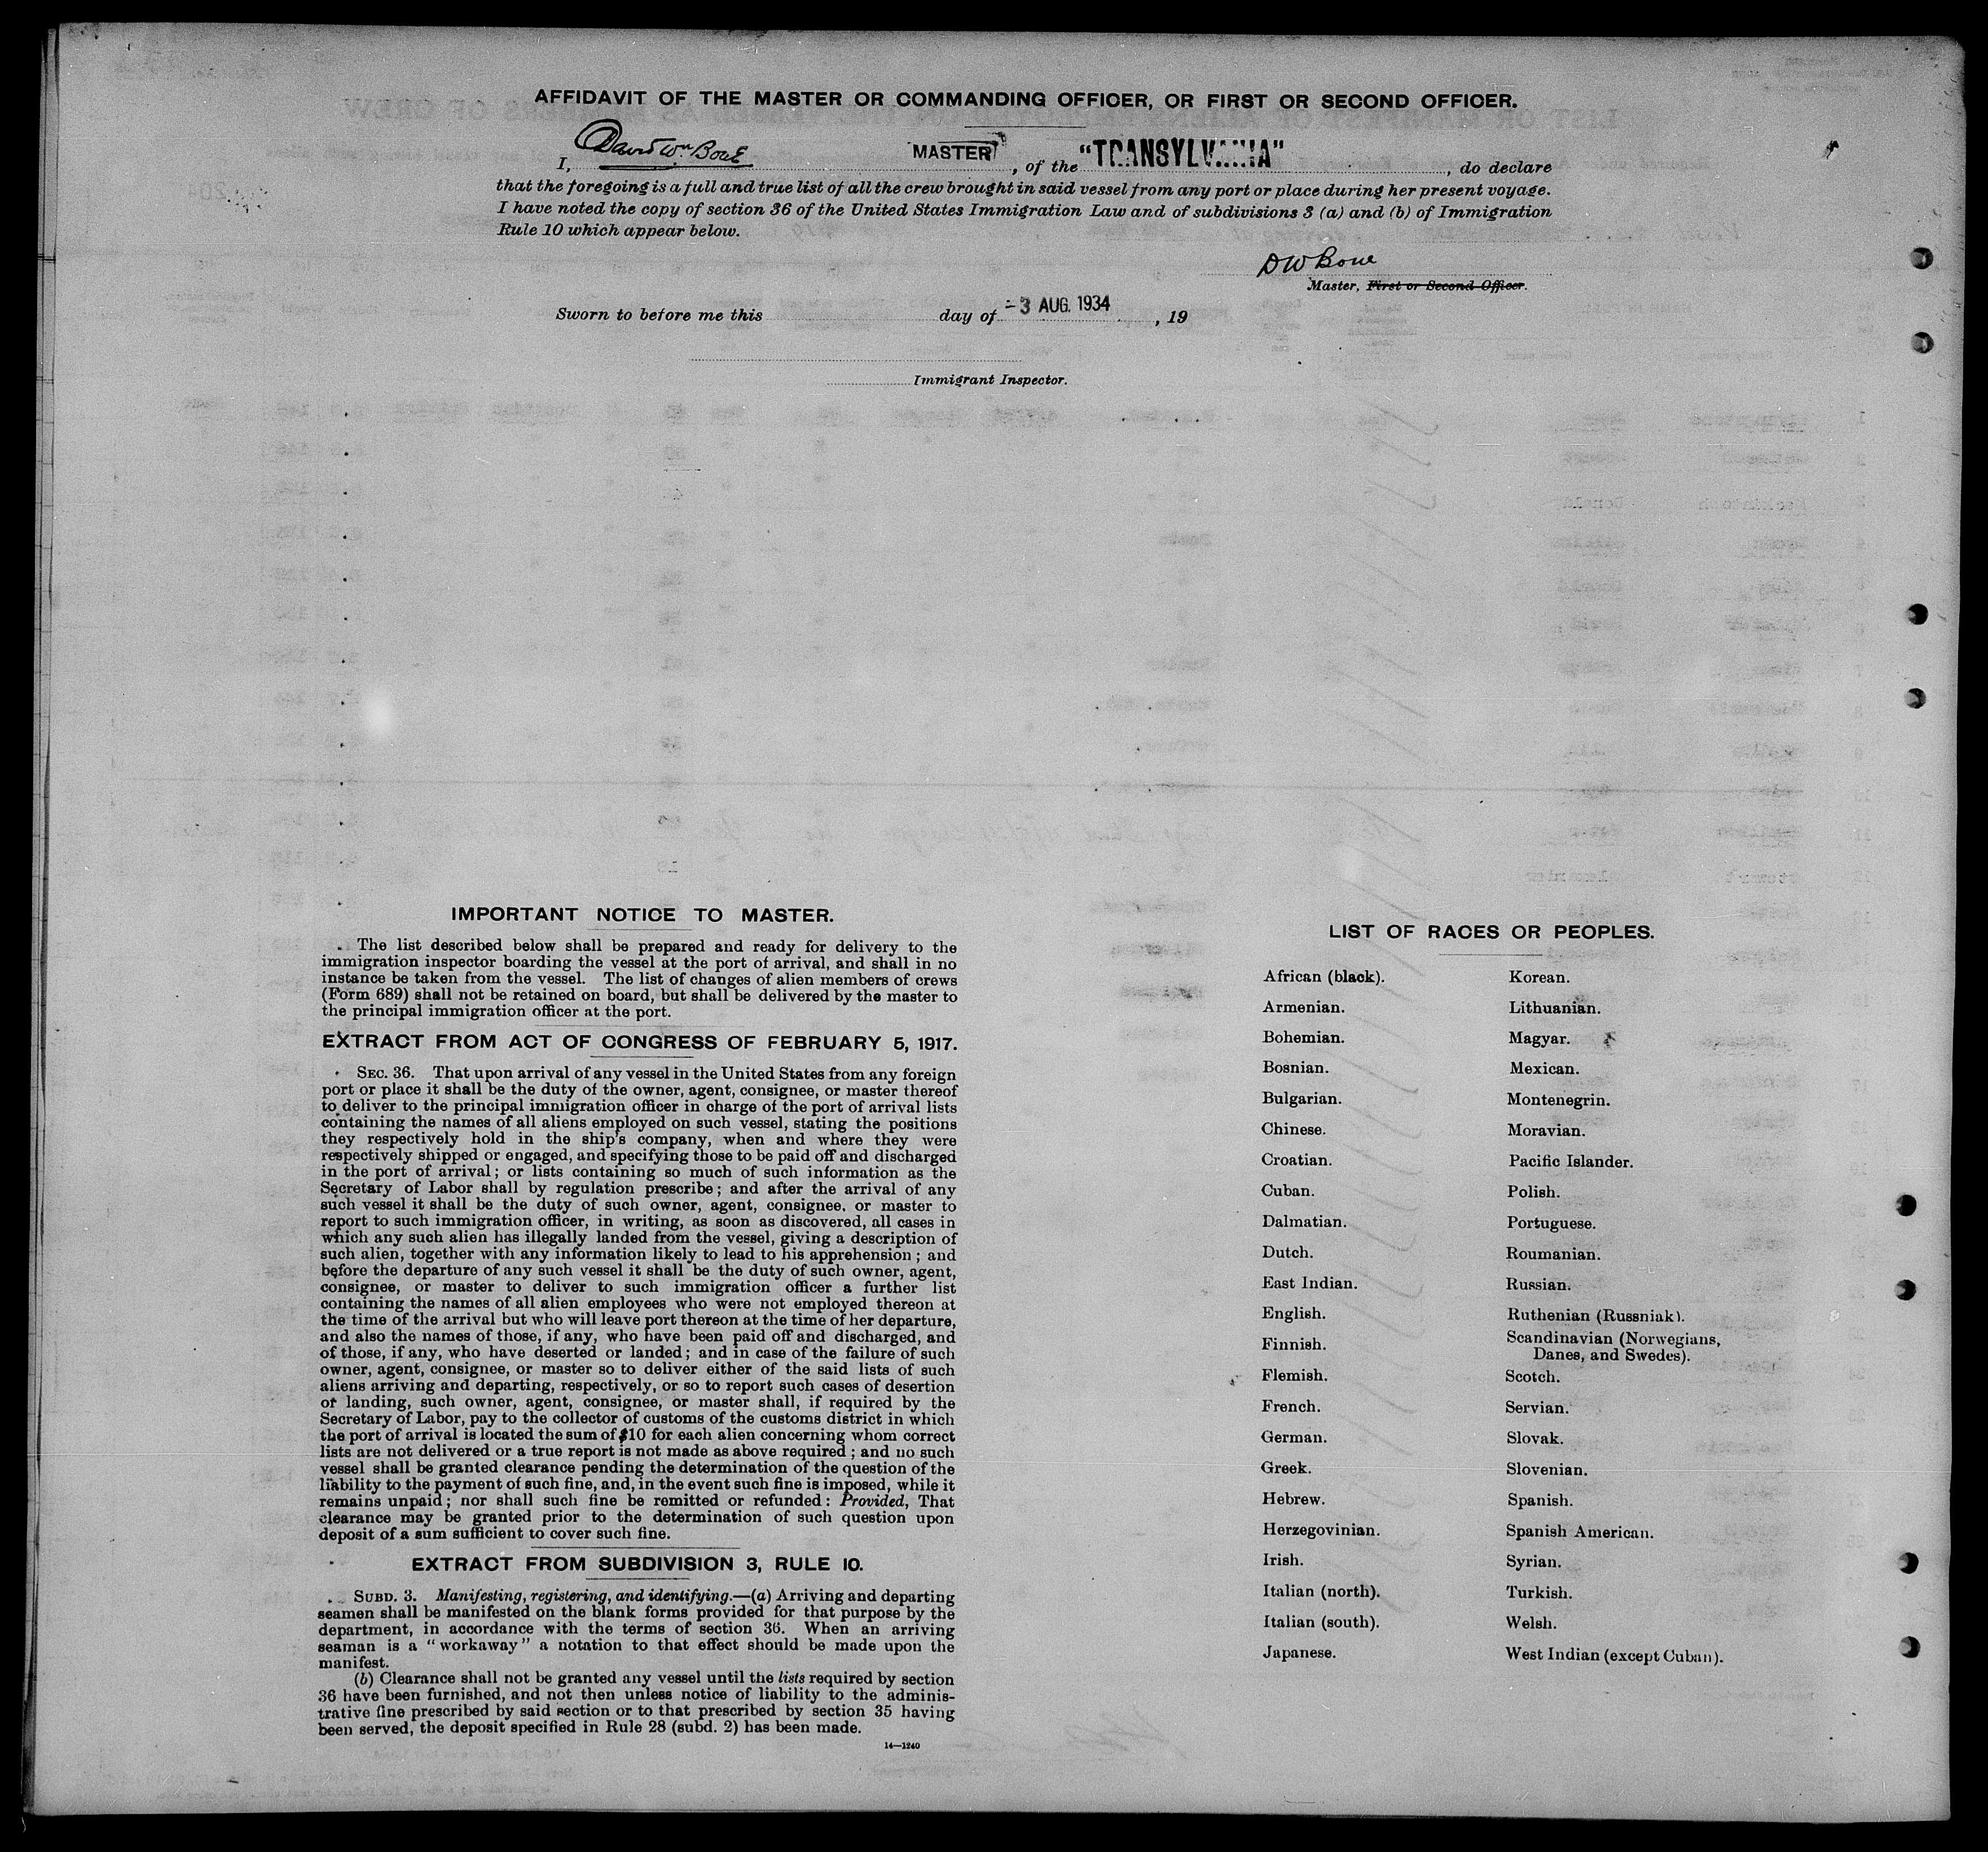 AFFIDAVIT OF THE MASTER OR COMMANDING OFFICER, OR FIRST OR SECOND OFFICER.
I, David Wm Bone MASTER, of the "TRANSYLVANIA", do declare
that the foregoing is a full and true list of all the crew brought in said vessel from any port or place during her present voyage.
I have noted the copy of section 36 of the United States Immigration Law and of subdivisions 3 (a) and (b) of Immigration
Rule 10 which appear below.
DW Bone
Master, First or Second Officer.
Sworn to before me this day of -3 AUG. 1934, 19
Immigrant Inspector.
IMPORTANT NOTICE TO MASTER.
The list described below shall be prepared and ready for delivery to the
immigration inspector boarding the vessel at the port of arrival, and shall in no
instance be taken from the vessel. The list of changes of alien members of crews
(Form 689) shall not be retained on board, but shall be delivered by the master to
the principal immigration officer at the port.
EXTRACT FROM ACT OF CONGRESS OF FEBRUARY 5, 1917.
SEC. 36. That upon arrival of any vessel in the United States from any foreign
port or place it shall be the duty of the owner, agent, consignee, or master thereof
to deliver to the principal immigration officer in charge of the port of arrival lists
containing the names of all aliens employed on such vessel, stating the positions
they respectively hold in the ship's company, when and where they were
respectively shipped or engaged, and specifying those to be paid off and discharged
in the port of arrival; or lists containing so much of such information as the
Secretary of Labor shall by regulation prescribe; and after the arrival of any
such vessel it shall be the duty of such owner, agent, consignee, or master to
report to such immigration officer, in writing, as soon as discovered, all cases in
which any such alien has illegally landed from the vessel, giving a description of
such alien, together with any information likely to lead to his apprehension; and
before the departure of any such vessel it shall be the duty of such owner, agent,
consignee, or master to deliver to such immigration officer a further list
containing the names of all alien employees who were not employed thereon at
the time of the arrival but who will leave port thereon at the time of her departure,
and also the names of those, if any, who have been paid off and discharged, and
of those, if any, who have deserted or landed; and in case of the failure of such
owner, agent, consignee, or master so to deliver either of the said lists of such
aliens arriving and departing, respectively, or so to report such cases of desertion
or landing, such owner, agent, consignee, or master shall, if required by the
Secretary of Labor, pay to the collector of customs of the customs district in which
the port of arrival is located the sum of $10 for each alien concerning whom correct
lists are not delivered or a true report is not made as above required; and no such
vessel shall be granted clearance pending the determination of the question of the
liability to the payment of such fine, and, in the event such fine is imposed, while it
remains unpaid; nor shall such fine be remitted or refunded: Provided, That
clearance may be granted prior to the determination of such question upon
deposit of a sum sufficient to cover such fine.
EXTRACT FROM SUBDIVISION 3, RULE 10.
SUBD. 3. Manifesting, registering, and identifying.—(a) Arriving and departing
seamen shall be manifested on the blank forms provided for that purpose by the
department, in accordance with the terms of section 36. When an arriving
seaman is a "workaway" a notation to that effect should be made upon the
manifest.
(b) Clearance shall not be granted any vessel until the lists required by section
36 have been furnished, and not then unless notice of liability to the adminis-
trative fine prescribed by said section or to that prescribed by section 35 having
been served, the deposit specified in Rule 28 (subd. 2) has been made.
14—1240
LIST OF RACES OR PEOPLES.
African (black).
Armenian.
Bohemian.
Bosnian.
Bulgarian.
Chinese.
Croatian.
Cuban.
Dalmatian.
Dutch.
East Indian.
English.
Finnish.
Flemish.
French.
German.
Greek.
Hebrew.
Herzegovinian.
Irish.
Italian (north).
Italian (south).
Japanese.
Korean.
Lithuanian.
Magyar.
Mexican.
Montenegrin.
Moravian.
Pacific Islander.
Polish.
Portuguese.
Roumanian.
Russian.
Ruthenian (Russniak).
Scandinavian (Norwegians,
Danes, and Swedes).
Scotch.
Servian.
Slovak.
Slovenian.
Spanish.
Spanish American.
Syrian.
Turkish.
Welsh.
West Indian (except Cuban).